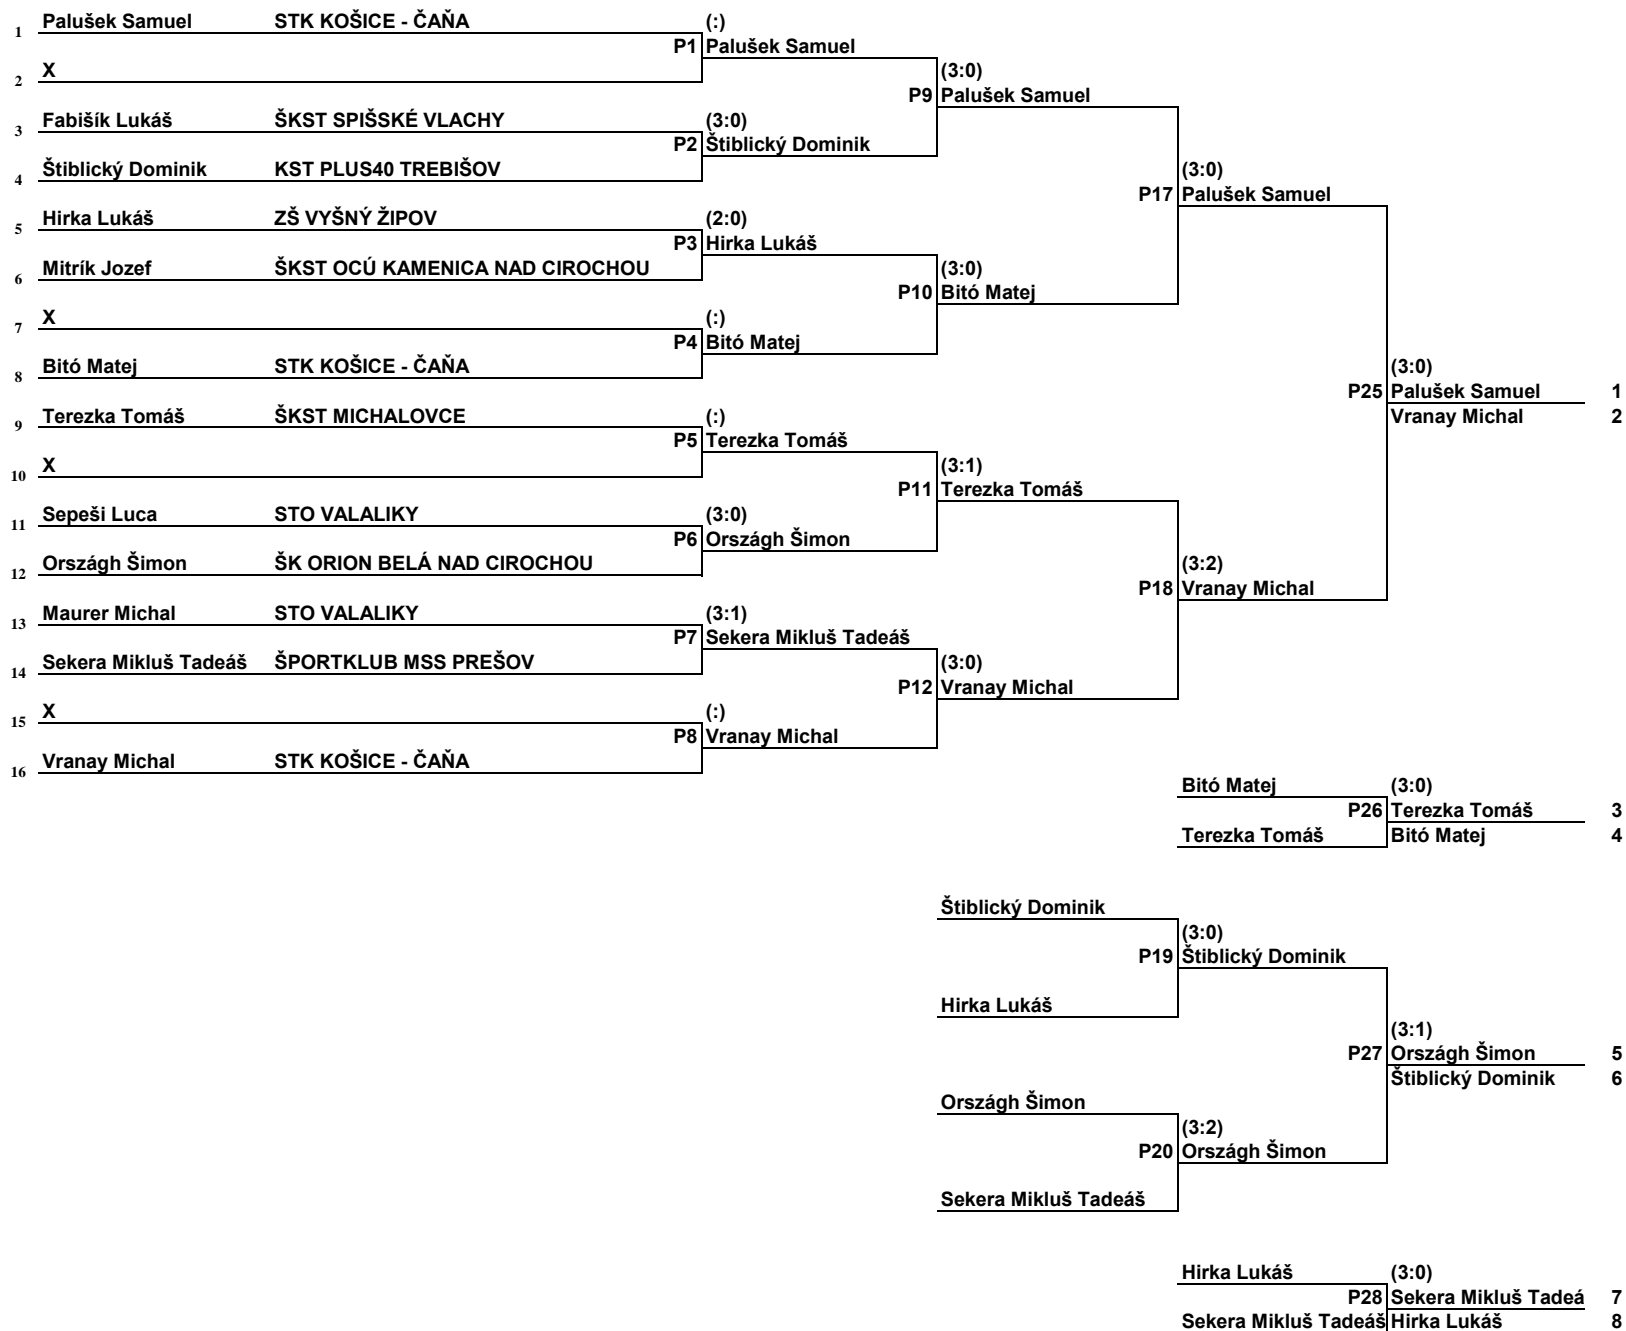 Palušek Samuel STK KOŠICE - ČAŇA (:)
1
P1 Palušek Samuel
X (3:0)
2
P9 Palušek Samuel
Fabišík Lukáš ŠKST SPIŠSKÉ VLACHY (3:0)
3
P2 Štiblický Dominik
Štiblický Dominik KST PLUS40 TREBIŠOV (3:0)
4
P17 Palušek Samuel
Hirka Lukáš ZŠ VYŠNÝ ŽIPOV (2:0)
5
P3 Hirka Lukáš
Mitrík Jozef ŠKST OCÚ KAMENICA NAD CIROCHOU (3:0)
6
P10 Bitó Matej
X (:)
7
P4 Bitó Matej
Bitó Matej STK KOŠICE - ČAŇA (3:0)
8
P25 Palušek Samuel 1
Terezka Tomáš ŠKST MICHALOVCE (:) Vranay Michal 2
9
P5 Terezka Tomáš
X (3:1)
10
P11 Terezka Tomáš
Sepeši Luca STO VALALIKY (3:0)
11
P6 Országh Šimon
Országh Šimon ŠK ORION BELÁ NAD CIROCHOU (3:2)
12
P18 Vranay Michal
Maurer Michal STO VALALIKY (3:1)
13
P7 Sekera Mikluš Tadeáš
Sekera Mikluš Tadeáš ŠPORTKLUB MSS PREŠOV (3:0)
14
P12 Vranay Michal
X (:)
15
P8 Vranay Michal
Vranay Michal STK KOŠICE - ČAŇA
16
Bitó Matej (3:0)
P26 Terezka Tomáš 3
Terezka Tomáš Bitó Matej 4
Štiblický Dominik
(3:0)
P19 Štiblický Dominik
Hirka Lukáš
(3:1)
P27 Országh Šimon 5
Štiblický Dominik 6
Országh Šimon
(3:2)
P20 Országh Šimon
Sekera Mikluš Tadeáš
Hirka Lukáš (3:0)
P28 Sekera Mikluš Tadeá 7
Sekera Mikluš Tadeáš Hirka Lukáš 8